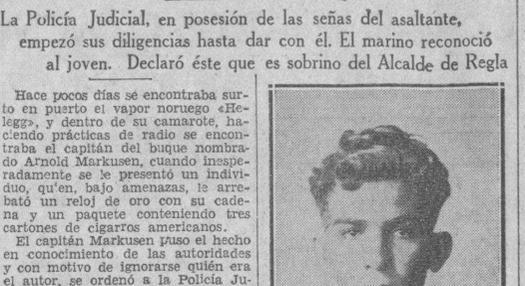 La Policía Judicial, en posesión de las señas del asaltante,
empezó sus diligencias hasta dar con él. El marino reconoció
al joven. Declaró éste que es sobrino del Alcalde de Regla
Hace pocos días se encontraba sur-
to en puerto el vapor noruego «He-
legg», y dentro de su camarote, ha-
ciendo prácticas de radio se encon-
traba el capitán del buque nombra-
do Arnold Markusen, cuando inespe-
radamente se le presentó un indivi-
duo, qu'en, bajo amenazas, le arre-
bató un reloj de oro con su cade-
na y un paquete conteniendo tres
cartones de cigarros americanos.
El capitán Markusen puso el hecho
en conocimiento de las autoridades
y con motivo de ignorarse quién era
el autor, se ordenó a la Policía Ju-